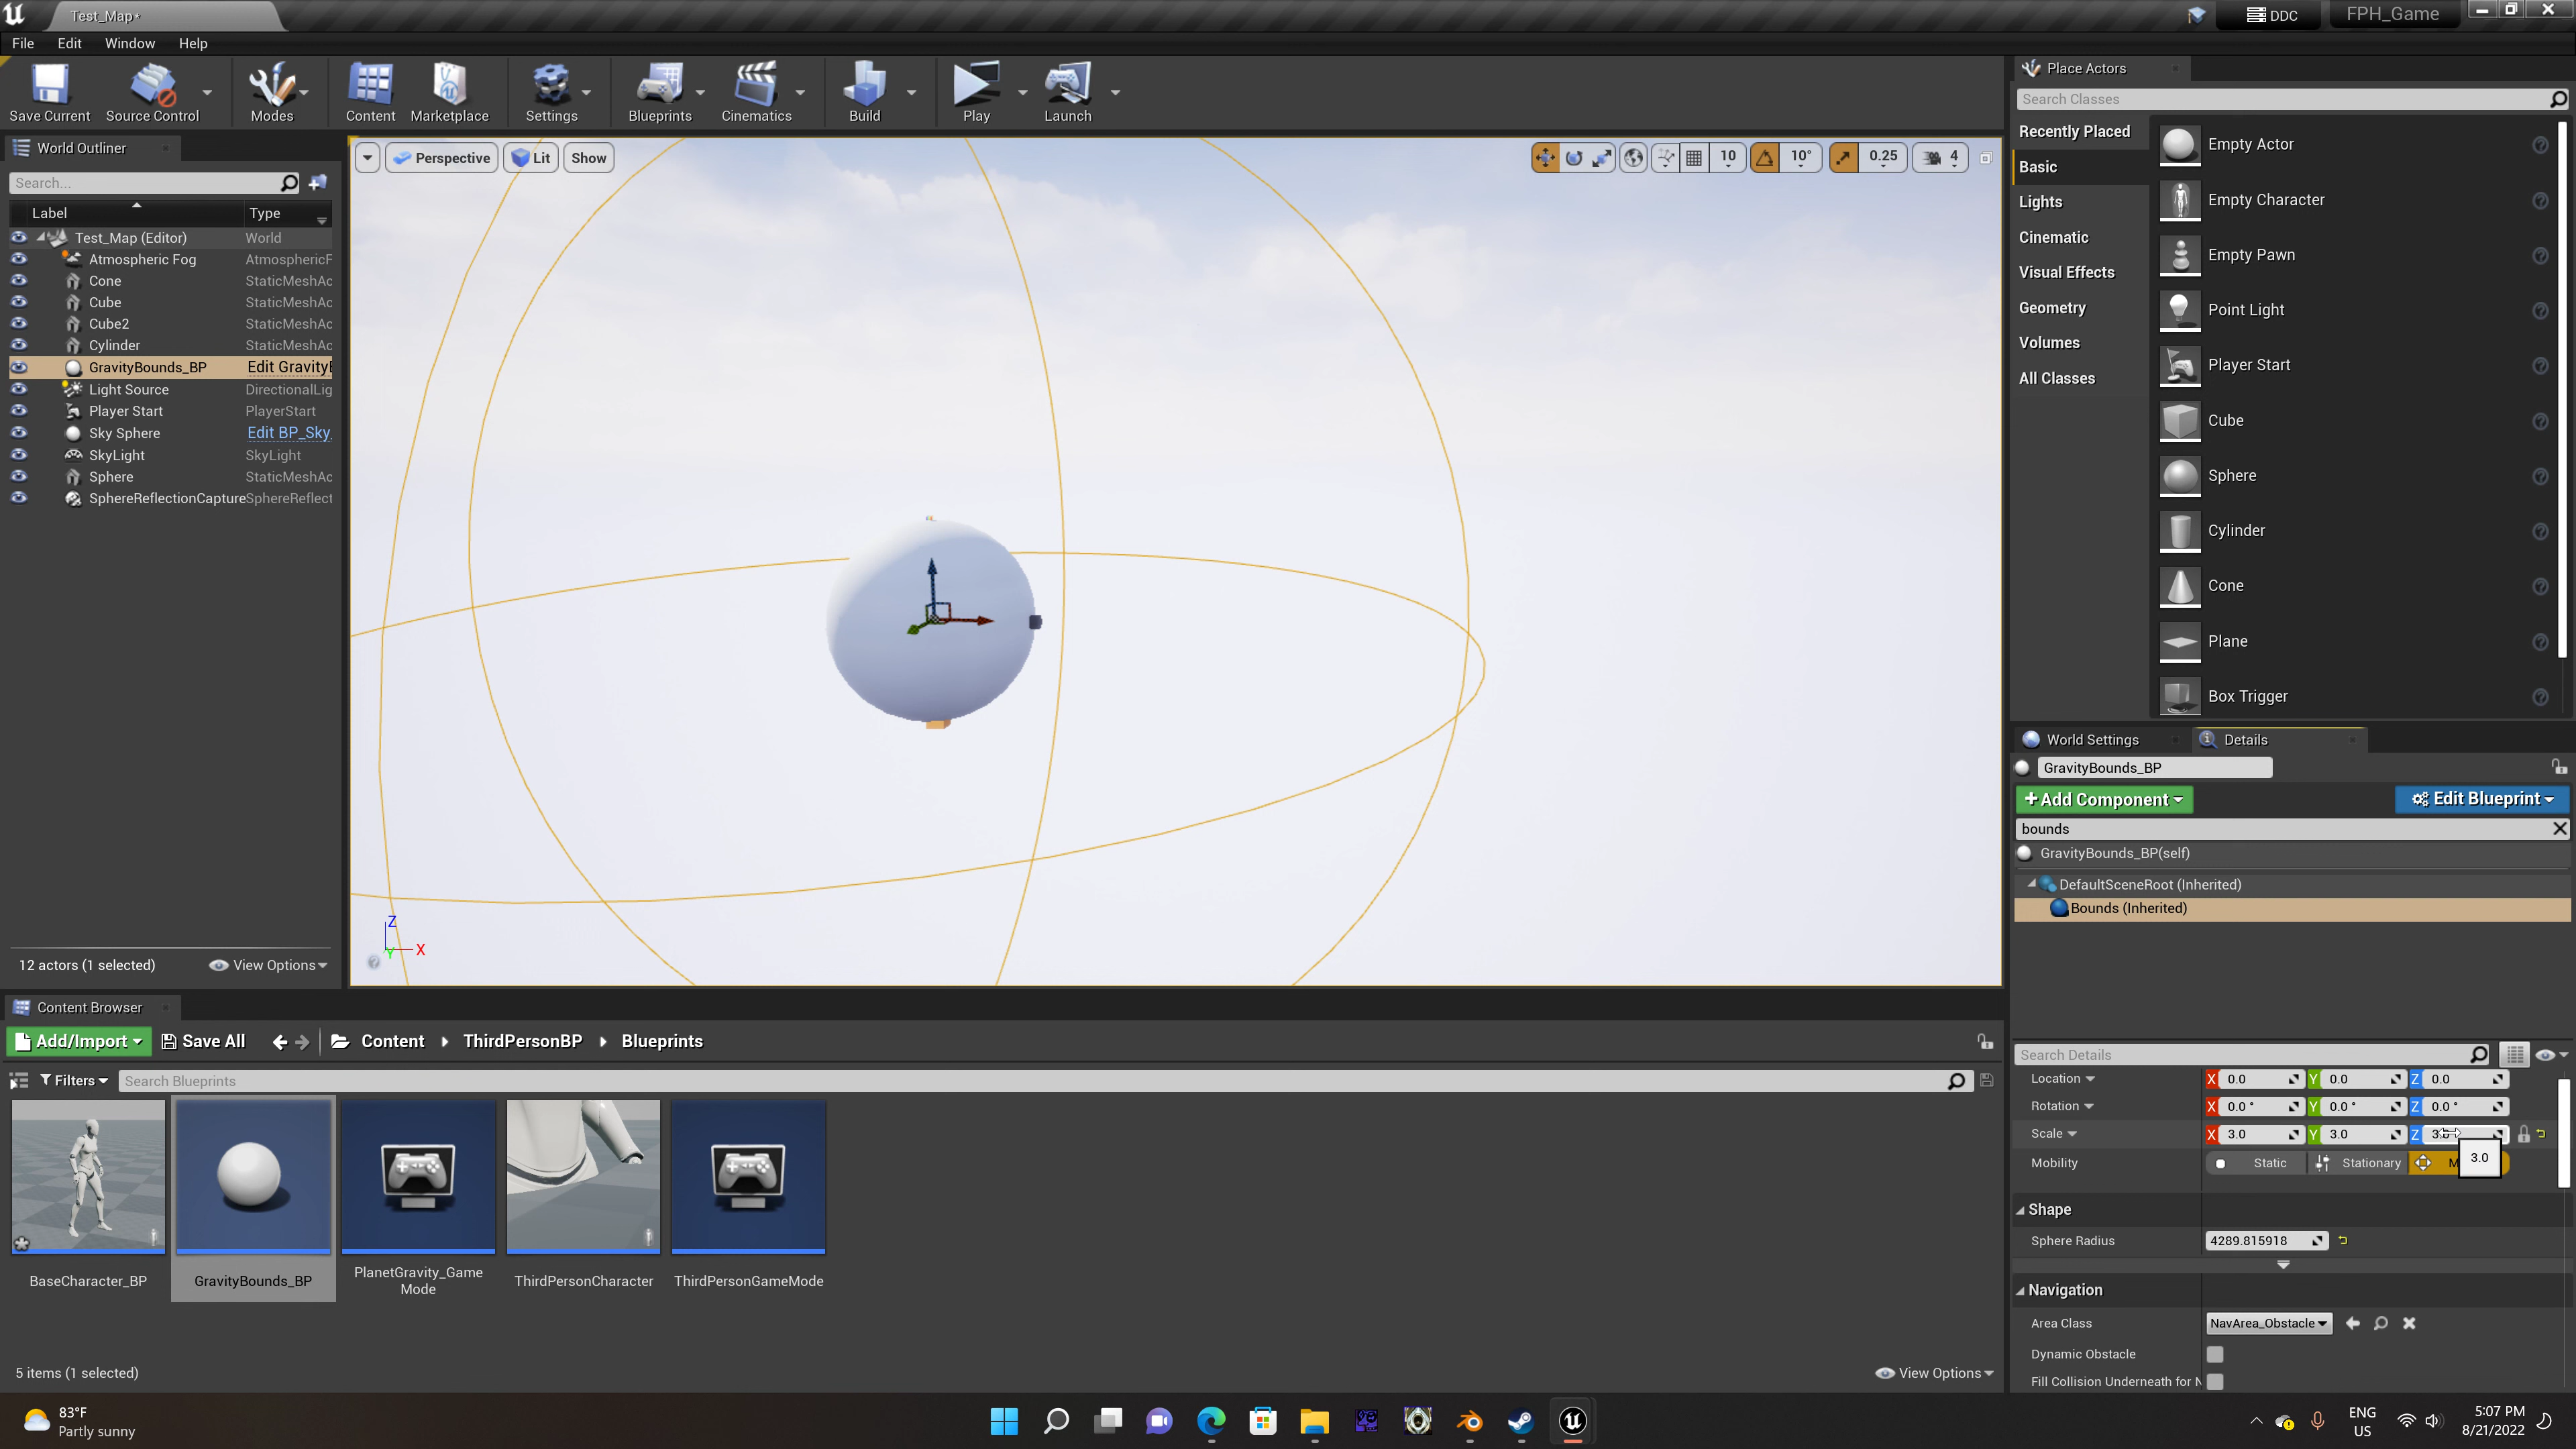 Test_Map*
DDC
FPH_Game
File Edit Window Help
Save Current
Source Control
Modes
Content
Marketplace
Settings
Blueprints
Cinematics
Build
Play
Launch
World Outliner
Search...
Label Type
Test_Map (Editor) World
Atmospheric Fog AtmosphericF
Cone StaticMeshAc
Cube StaticMeshAc
Cube2 StaticMeshAc
Cylinder StaticMeshAc
GravityBounds_BP Edit GravityB
Light Source DirectionalLig
Player Start PlayerStart
Sky Sphere Edit BP_Sky_
SkyLight SkyLight
Sphere StaticMeshAc
SphereReflectionCapture SphereReflect
12 actors (1 selected)
View Options
Perspective
Lit
Show
10
10°
0.25
4
Z
Y
X
Place Actors
Search Classes
Recently Placed
Basic
Lights
Cinematic
Visual Effects
Geometry
Volumes
All Classes
Empty Actor
Empty Character
Empty Pawn
Point Light
Player Start
Cube
Sphere
Cylinder
Cone
Plane
Box Trigger
World Settings
Details
GravityBounds_BP
+Add Component
Edit Blueprint
bounds
GravityBounds_BP(self)
DefaultSceneRoot (Inherited)
Bounds (Inherited)
Search Details
Location X 0.0 Y 0.0 Z 0.0
Rotation X 0.0 ° Y 0.0 ° Z 0.0 °
Scale X 3.0 Y 3.0 Z
3.0
Mobility Static Stationary M
Shape
Sphere Radius 4289.815918
Navigation
Area Class NavArea_Obstacle
Dynamic Obstacle
Fill Collision Underneath for N
Content Browser
Add/Import
Save All
Content
ThirdPersonBP
Blueprints
Filters
Search Blueprints
BaseCharacter_BP
GravityBounds_BP
PlanetGravity_Game
Mode
ThirdPersonCharacter
ThirdPersonGameMode
5 items (1 selected)
View Options
83°F
Partly sunny
ENG
US
5:07 PM
8/21/2022